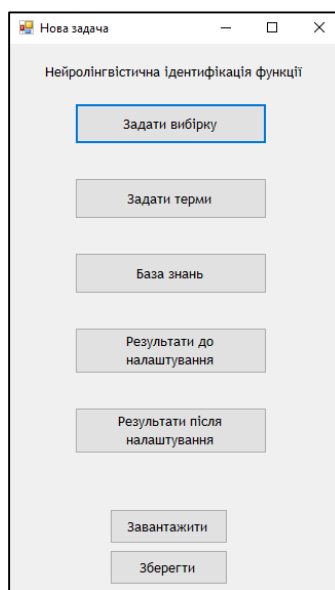 Нова задача
Нейролінгвістична ідентифікація функції
Задати вибірку
Задати терми
База знань
Результати до
налаштування
Результати після
налаштування
Завантажити
Зберегти